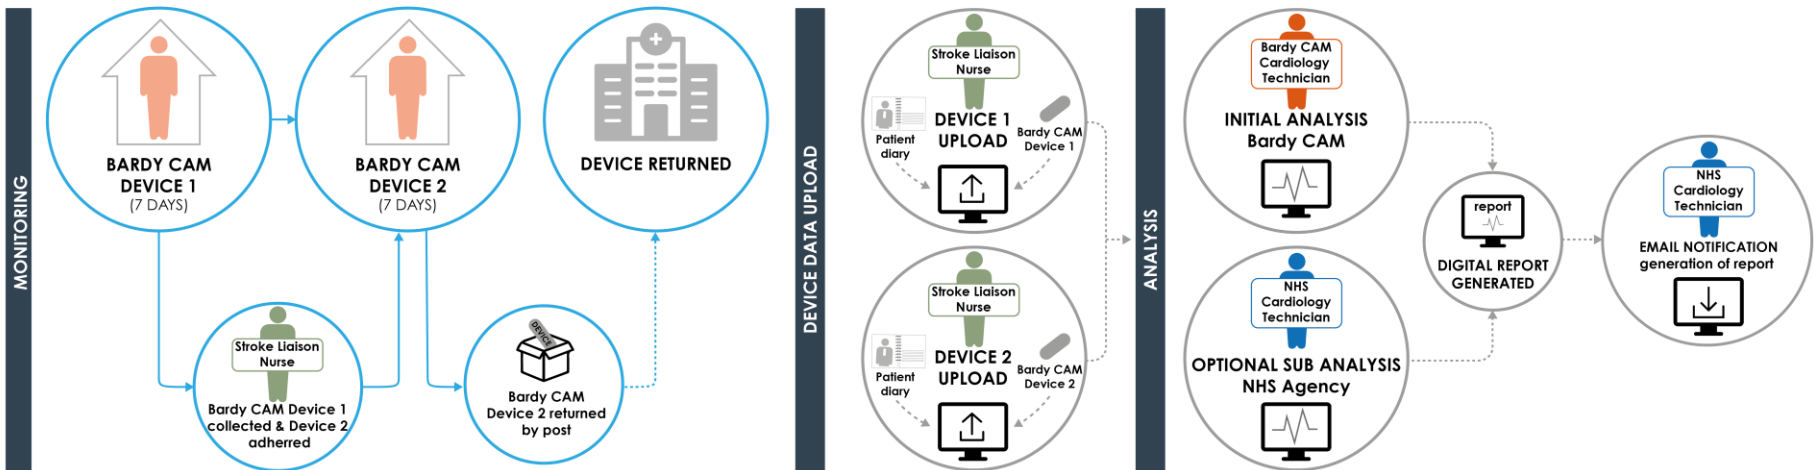 MONITORING
BARDY CAM
DEVICE 1
(7 DAYS)
BARDY CAM
DEVICE 2
(7 DAYS)
DEVICE RETURNED
Stroke Liaison
Nurse
Bardy CAM Device 1
collected & Device 2
adherred
DEVICE
Bardy CAM
Device 2 returned
by post
DEVICE DATA UPLOAD
Stroke Liaison
Nurse
DEVICE 1
UPLOAD
Patient
diary
Bardy CAM
Device 1
Stroke Liaison
Nurse
DEVICE 2
UPLOAD
Patient
diary
Bardy CAM
Device 2
ANALYSIS
Bardy CAM
Cardiology
Technician
INITIAL ANALYSIS
Bardy CAM
NHS
Cardiology
Technician
OPTIONAL SUB ANALYSIS
NHS Agency
report
DIGITAL REPORT
GENERATED
NHS
Cardiology
Technician
EMAIL NOTIFICATION
generation of report